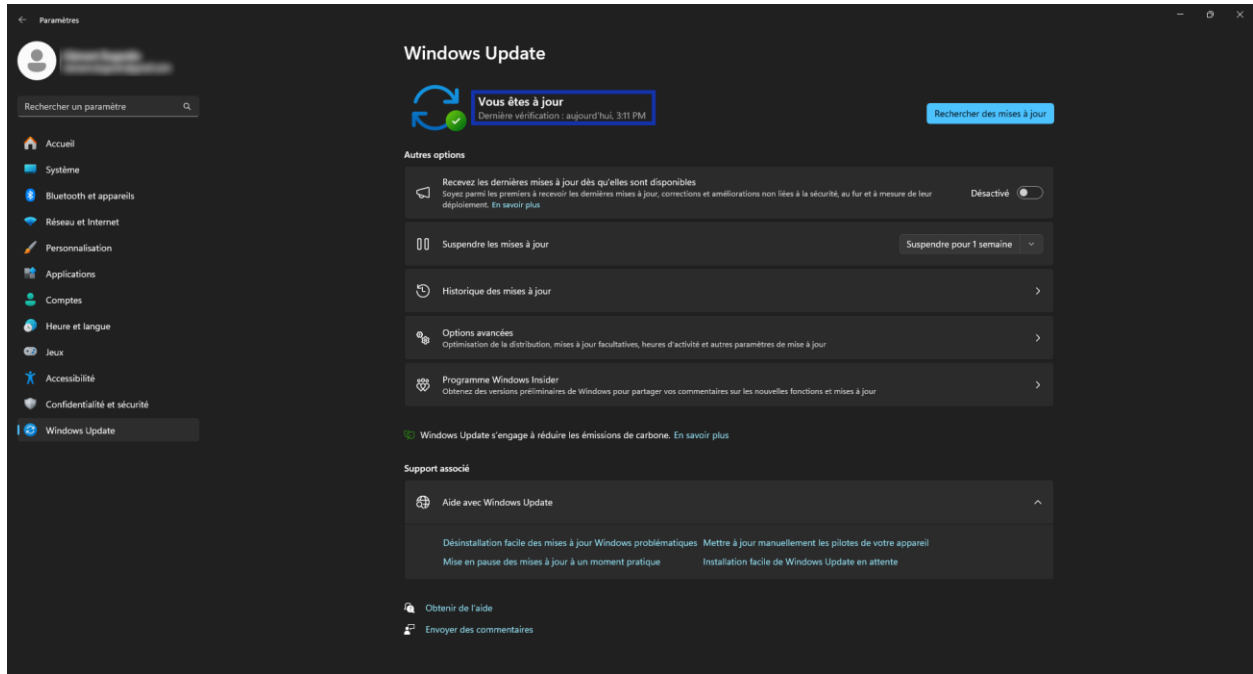 Paramètres
Rechercher un paramètre
Accueil
Système
Bluetooth et appareils
Réseau et Internet
Personnalisation
Applications
Comptes
Heure et langue
Jeux
Accessibilité
Confidentialité et sécurité
Windows Update
Windows Update
Vous êtes à jour
Dernière vérification : aujourd'hui, 3:11 PM
Rechercher des mises à jour
Autres options
Recevez les dernières mises à jour dès qu'elles sont disponibles
Soyez parmi les premiers à recevoir les dernières mises à jour, corrections et améliorations non liées à la sécurité, au fur et à mesure de leur
déploiement. En savoir plus
Désactivé
Suspendre les mises à jour
Suspendre pour 1 semaine
Historique des mises à jour
Options avancées
Optimisation de la distribution, mises à jour facultatives, heures d'activité et autres paramètres de mise à jour
Programme Windows Insider
Obtenez des versions préliminaires de Windows pour partager vos commentaires sur les nouvelles fonctions et mises à jour
Windows Update s'engage à réduire les émissions de carbone. En savoir plus
Support associé
Aide avec Windows Update
Désinstallation facile des mises à jour Windows problématiques Mettre à jour manuellement les pilotes de votre appareil
Mise en pause des mises à jour à un moment pratique Installation facile de Windows Update en attente
Obtenir de l'aide
Envoyer des commentaires